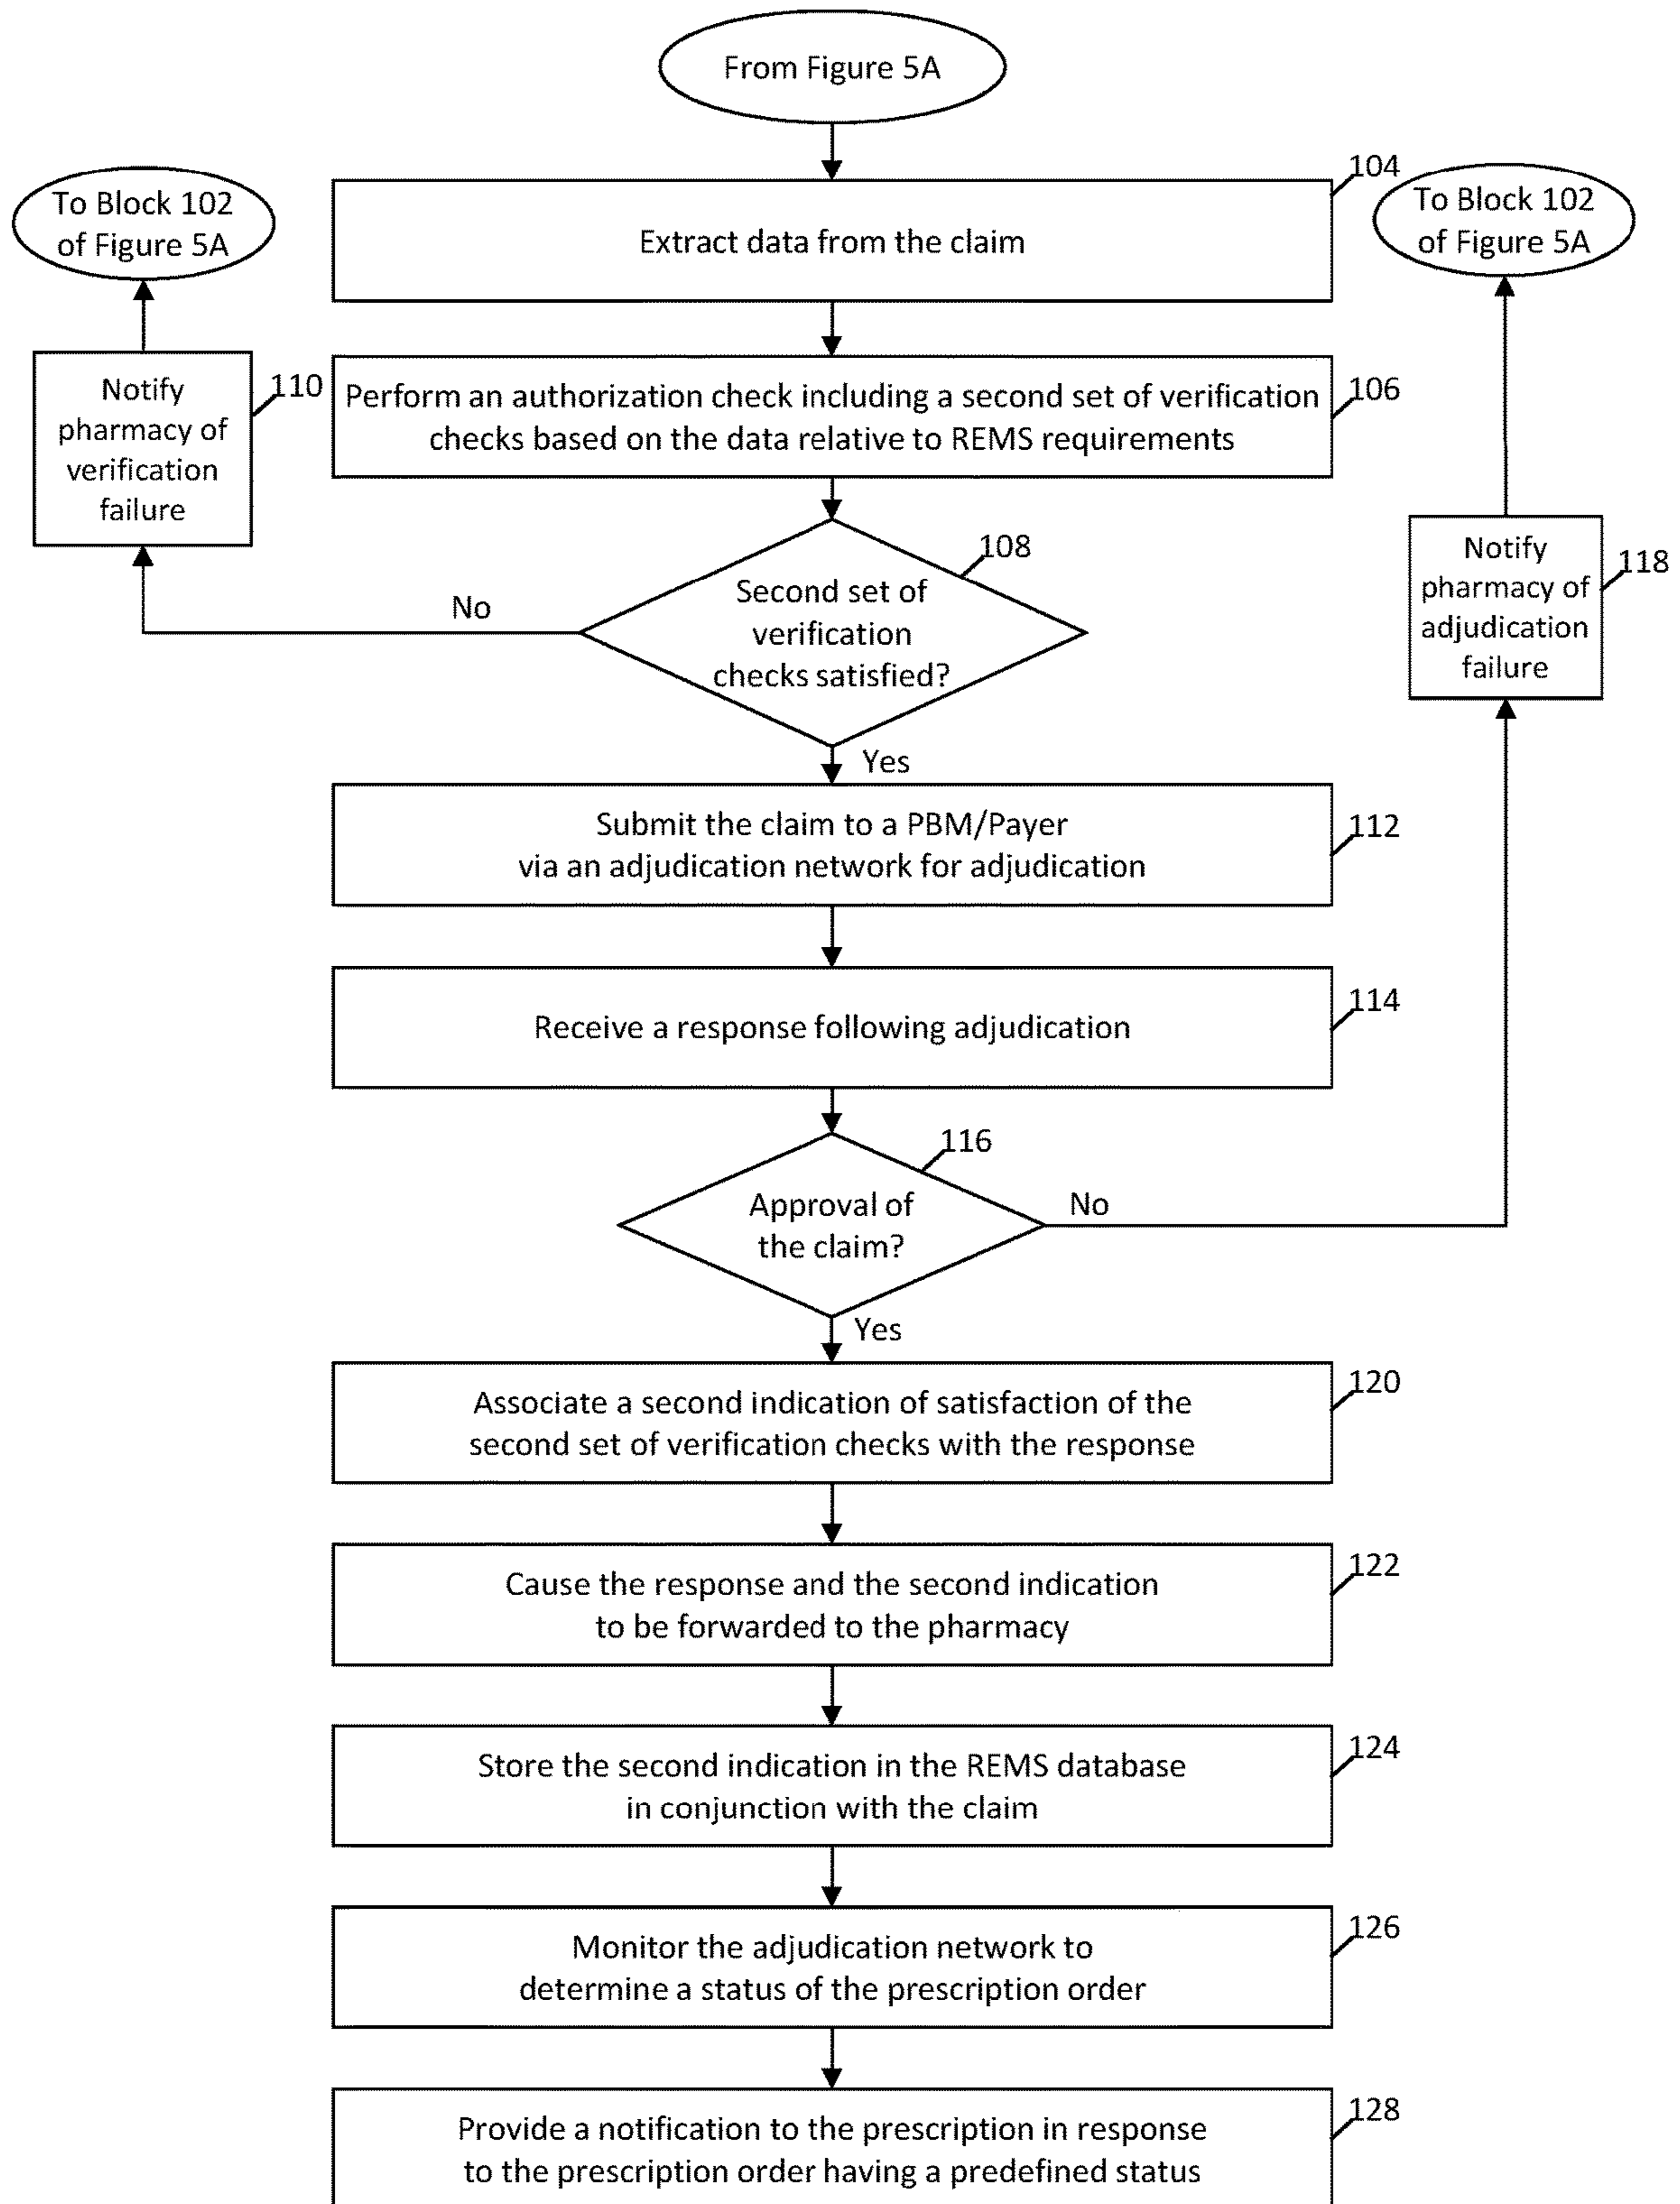 From Figure 5A
104
To Block 102
of Figure 5A
Extract data from the claim
To Block 102
of Figure 5A
Notify
pharmacy of
verification
failure
110
Perform an authorization check including a second set of verification
checks based on the data relative to REMS requirements
106
108
Second set of
verification
checks satisfied?
No
Notify
pharmacy of
adjudication
failure
118
Yes
Submit the claim to a PBM/Payer
via an adjudication network for adjudication
112
Receive a response following adjudication
114
116
Approval of
the claim?
No
Yes
Associate a second indication of satisfaction of the
second set of verification checks with the response
120
Cause the response and the second indication
to be forwarded to the pharmacy
122
Store the second indication in the REMS database
in conjunction with the claim
124
Monitor the adjudication network to
determine a status of the prescription order
126
Provide a notification to the prescription in response
to the prescription order having a predefined status
128